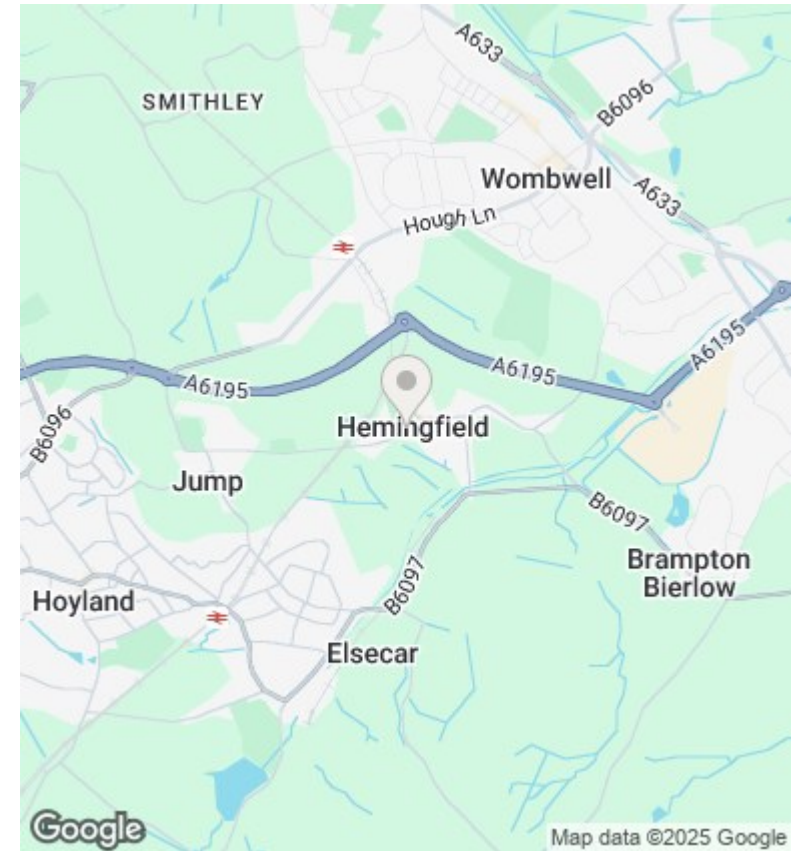 A633
SMITHLEY
B6096
Wombwell
A633
Hough Ln
A6195
A6195
A6195
B6096
Hemingfield
Jump
B6097
Brampton
Bierlow
B6097
Hoyland
Elsecar
Google
Map data ©2025 Google